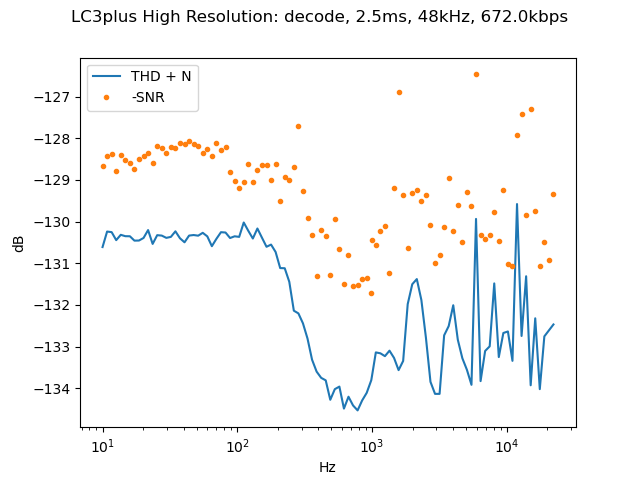 LC3plus High Resolution: decode, 2.5ms, 48kHz, 672.0kbps
THD + N
-SNR
−127
−128
−129
−130
−131
−132
−133
−134
dB
10¹
10²
10³
10⁴
Hz